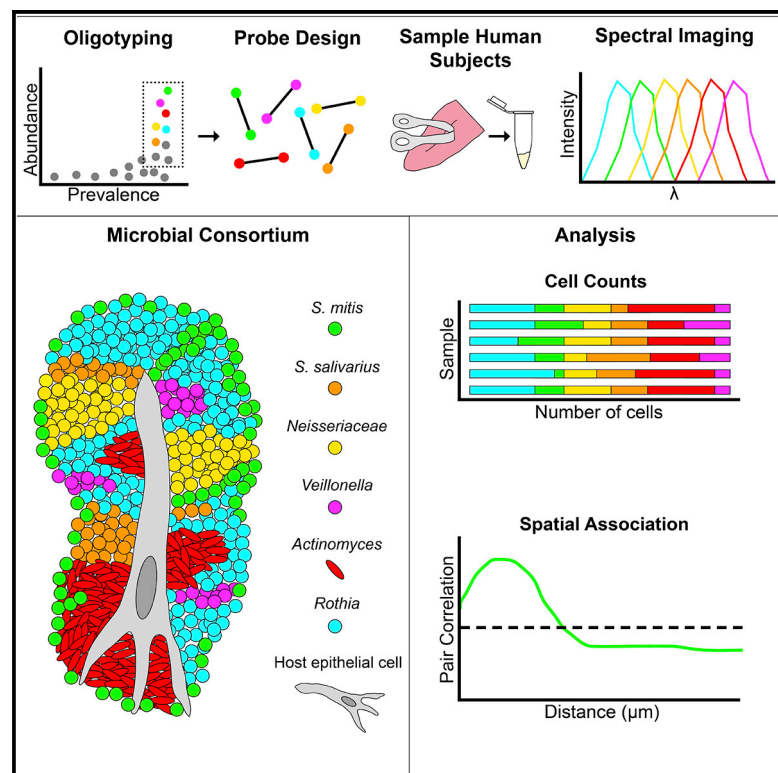 Oligotyping
Probe Design
Sample Human
Subjects
Spectral Imaging
Abundance
Prevalence
Intensity
λ
Microbial Consortium
S. mitis
S. salivarius
Neisseriaceae
Veillonella
Actinomyces
Rothia
Host epithelial cell
Analysis
Cell Counts
Sample
Number of cells
Spatial Association
Pair Correlation
Distance (µm)